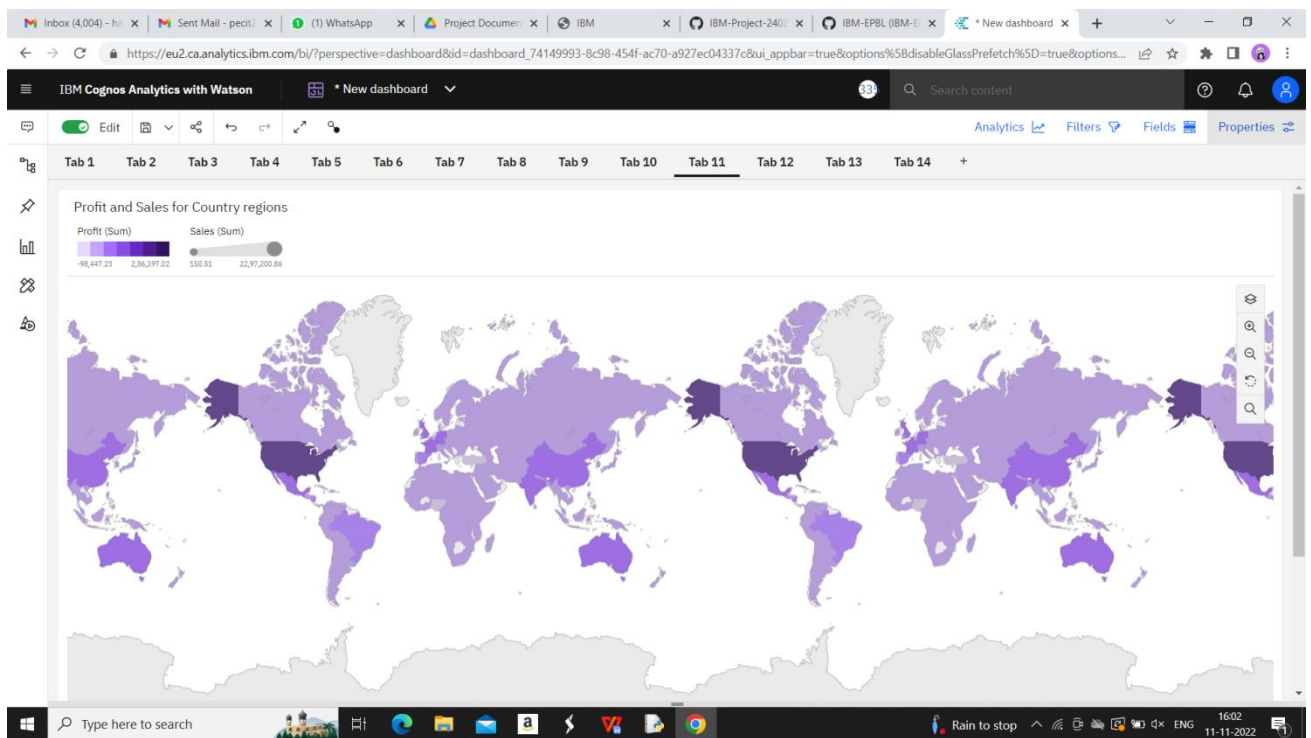 Inbox (4,004) - ha
Sent Mail - pecit2
(1) WhatsApp
Project Documen
IBM
IBM-Project-2402
IBM-EPBL (IBM-E
* New dashboard
https://eu2.ca.analytics.ibm.com/bi/?perspective=dashboard&id=dashboard_74149993-8c98-454f-ac70-a927ec04337c&ui_appbar=true&options%5BdisableGlassPrefetch%5D=true&options...
IBM Cognos Analytics with Watson
* New dashboard
Search content
Edit
Analytics
Filters
Fields
Properties
Tab 1 Tab 2 Tab 3 Tab 4 Tab 5 Tab 6 Tab 7 Tab 8 Tab 9 Tab 10 Tab 11 Tab 12 Tab 13 Tab 14 +
Profit and Sales for Country regions
Profit (Sum) Sales (Sum)
-98,447.23 2,86,397.02 150.51 22,97,200.86
Type here to search
Rain to stop
ENG
16:02
11-11-2022